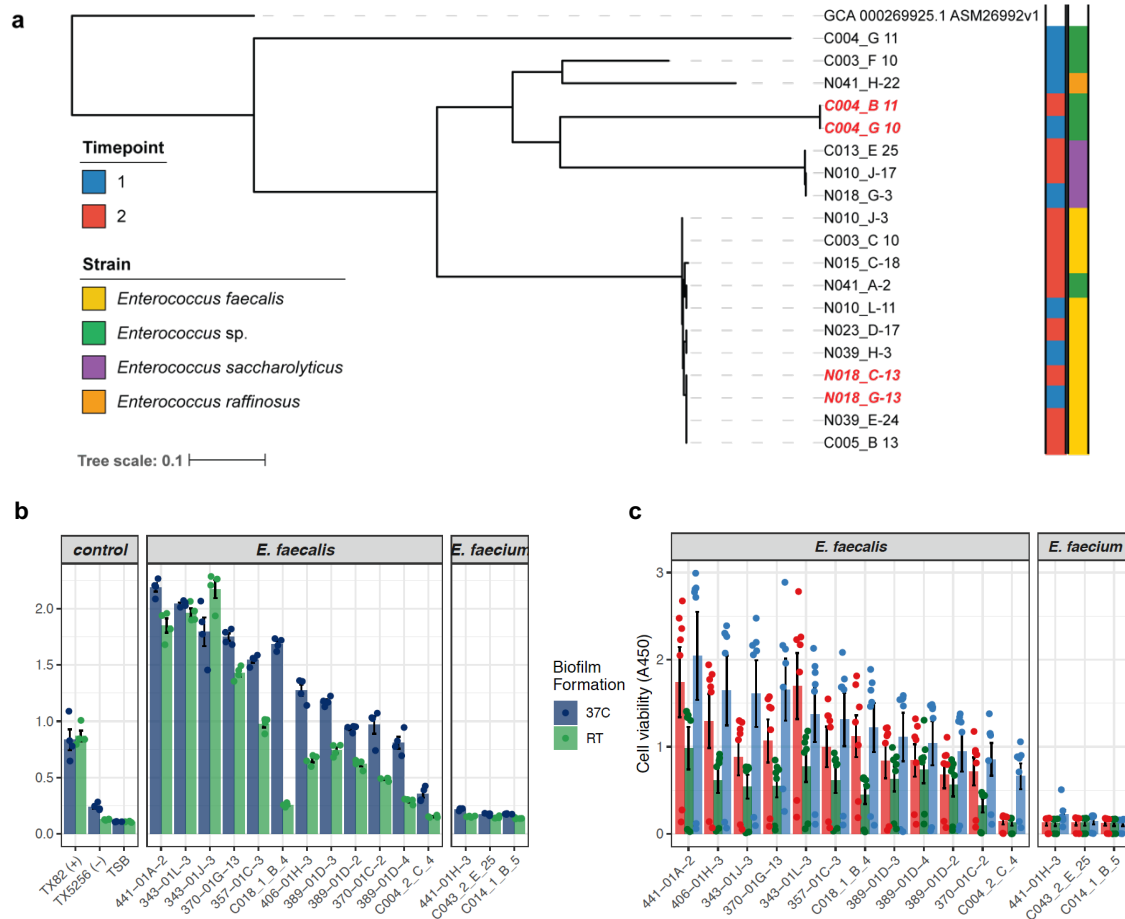 a
GCA 000269925.1 ASM26992v1
C004_G 11
C003_F 10
N041_H-22
C004_B 11
C004_G 10
C013_E 25
N010_J-17
N018_G-3
N010_J-3
C003_C 10
N015_C-18
N041_A-2
N010_L-11
N023_D-17
N039_H-3
N018_C-13
N018_G-13
N039_E-24
C005_B 13
Timepoint
1
2
Strain
Enterococcus faecalis
Enterococcus sp.
Enterococcus saccharolyticus
Enterococcus raffinosus
Tree scale: 0.1
b
control
E. faecalis
E. faecium
2.0
1.5
1.0
0.5
0.0
TX82 (+)
TX5256 (−)
TSB
441-01A-2
343-01L-3
343-01J-3
370-01G-13
357-01C-3
C018_1_B_4
406-01H-3
389-01D-3
389-01D-4
370-01C-2
389-01D-2
C004_2_C_4
441-01H-3
C043_2_E_25
C014_1_B_5
Biofilm
Formation
37C
RT
c
E. faecalis
E. faecium
Cell viability (A450)
3
2
1
0
441-01A-2
406-01H-3
343-01J-3
370-01G-13
343-01L-3
357-01C-3
C018_1_B_4
389-01D-3
389-01D-4
389-01D-2
370-01C-2
C004_2_C_4
441-01H-3
C043_2_E_25
C014_1_B_5